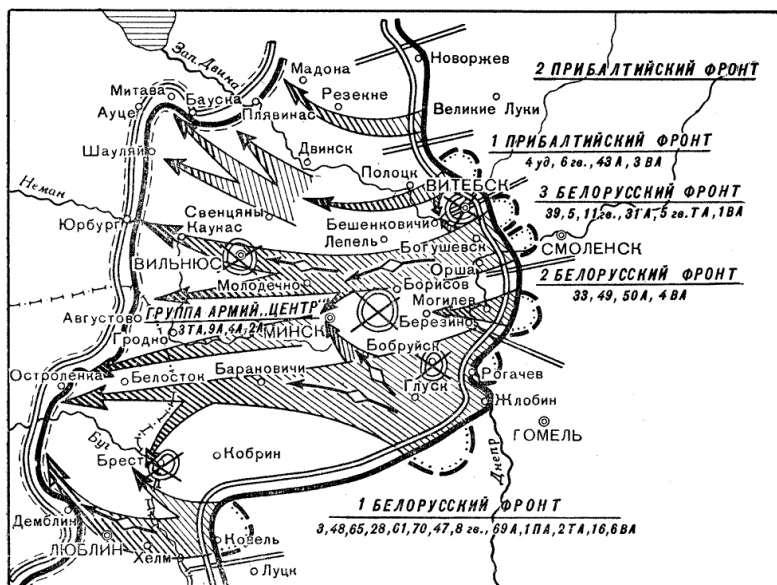 Новоржев
2 ПРИБАЛТИЙСКИЙ ФРОНТ
Зап. Двина
Мадона
Митава
Резекне
Бауска
Ауце
Плявинас
Великие Луки
1 ПРИБАЛТИЙСКИЙ ФРОНТ
4 уд, 6 гв., 43 А, 3 ВА
Шауляй
Двинск
Полоцк
ВИТЕБСК
3 БЕЛОРУССКИЙ ФРОНТ
39, 5, 11 гв., 31 А, 5 гв. ТА, 1 ВА
Неман
Свенцяны
Бешенковичи
Юрбург
Каунас
Лепель
Богушевск
СМОЛЕНСК
ВИЛЬНЮС
Орша
2 БЕЛОРУССКИЙ ФРОНТ
33, 49, 50 А, 4 ВА
Молодечно
Борисов
Могилев
Августов
ГРУППА АРМИЙ „ЦЕНТР"
3 ТА, 9А, 4А, 2А
МИНСК
Березино
Гродно
Бобруйск
Остроленка
Белосток
Барановичи
Рогачев
Глуск
Жлобин
ГОМЕЛЬ
Буг
Брест
Кобрин
Днепр
1 БЕЛОРУССКИЙ ФРОНТ
3, 48, 65, 28, 61, 70, 47, 8 гв., 69 А, 1 ПА, 2 ТА, 16, 6 ВА
Демблин
ЛЮБЛИН
Ковель
Хелм
Луцк